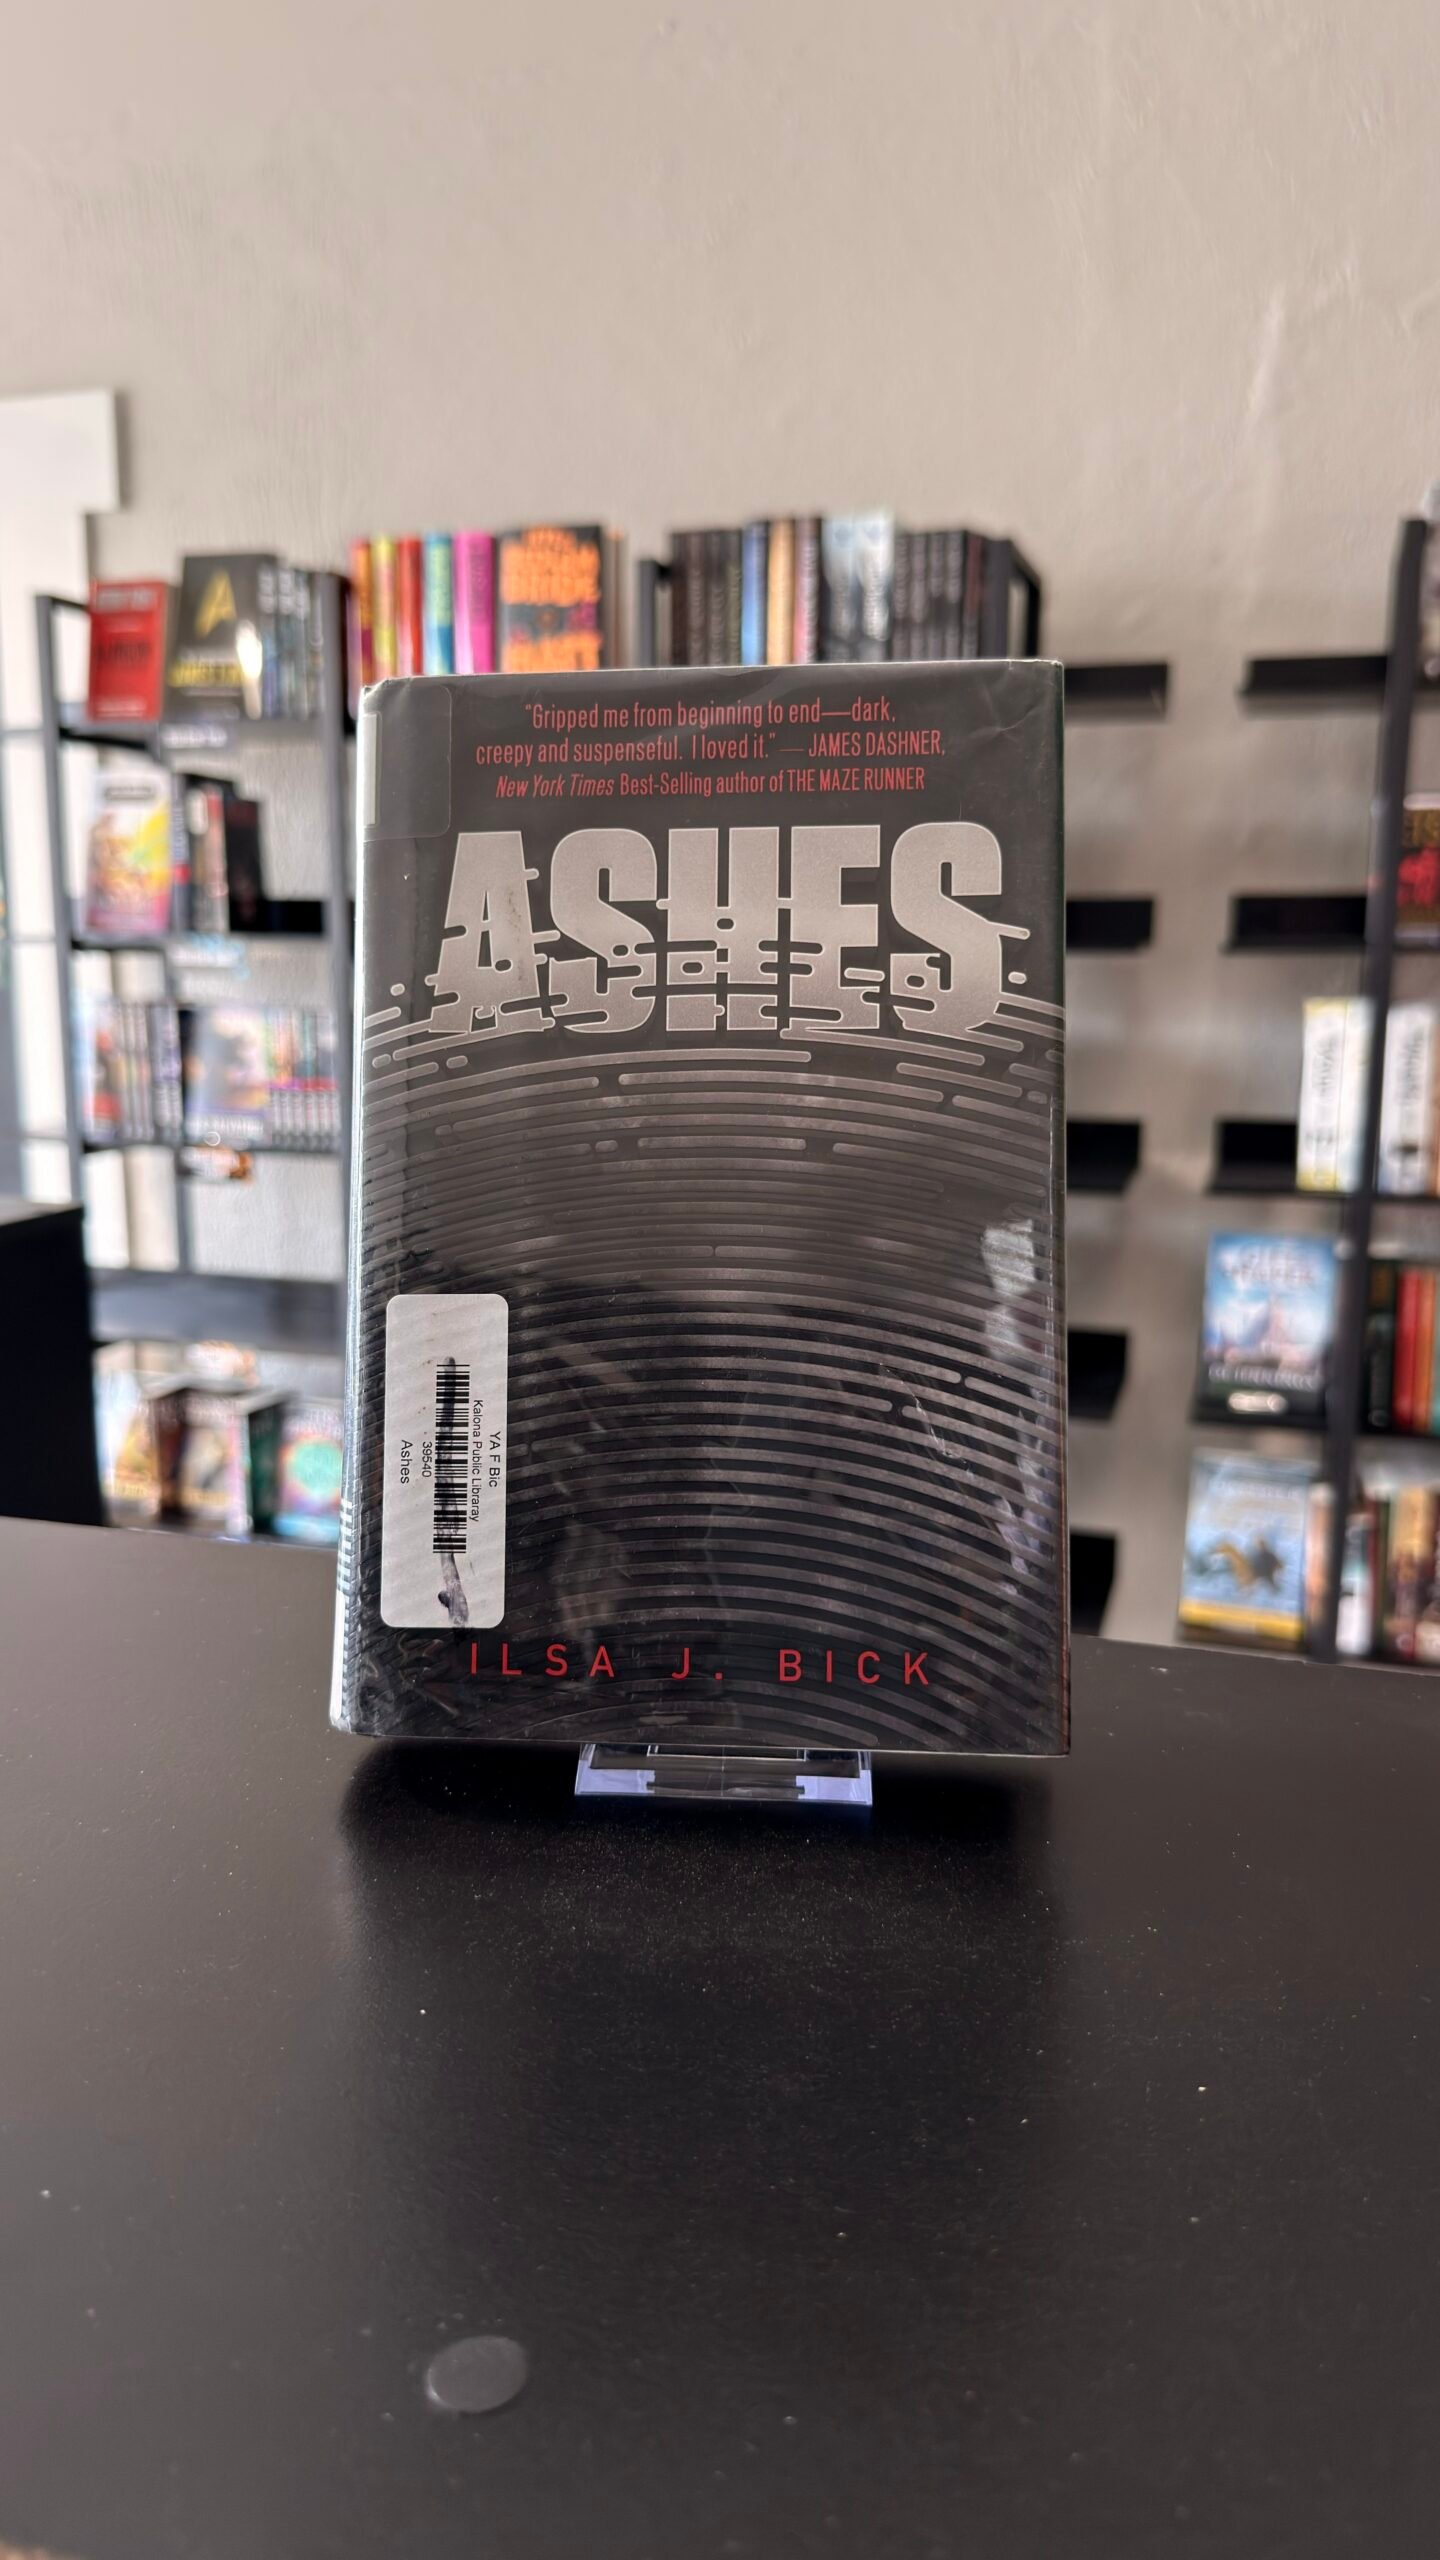 "Gripped me from beginning to end—dark,
creepy and suspenseful. I loved it." — JAMES DASHNER,
New York Times Best-Selling author of THE MAZE RUNNER
ASHES
YA F Bic
Kalona Public Libraray
39540
Ashes
ILSA J. BICK